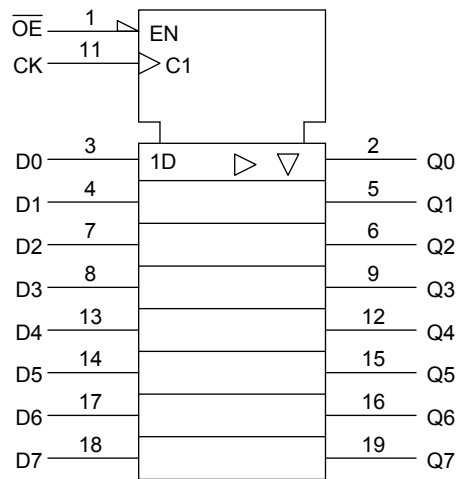 O̅E̅ 1 EN
CK 11 C1
D0 3 1D 2 Q0
D1 4 5 Q1
D2 7 6 Q2
D3 8 9 Q3
D4 13 12 Q4
D5 14 15 Q5
D6 17 16 Q6
D7 18 19 Q7